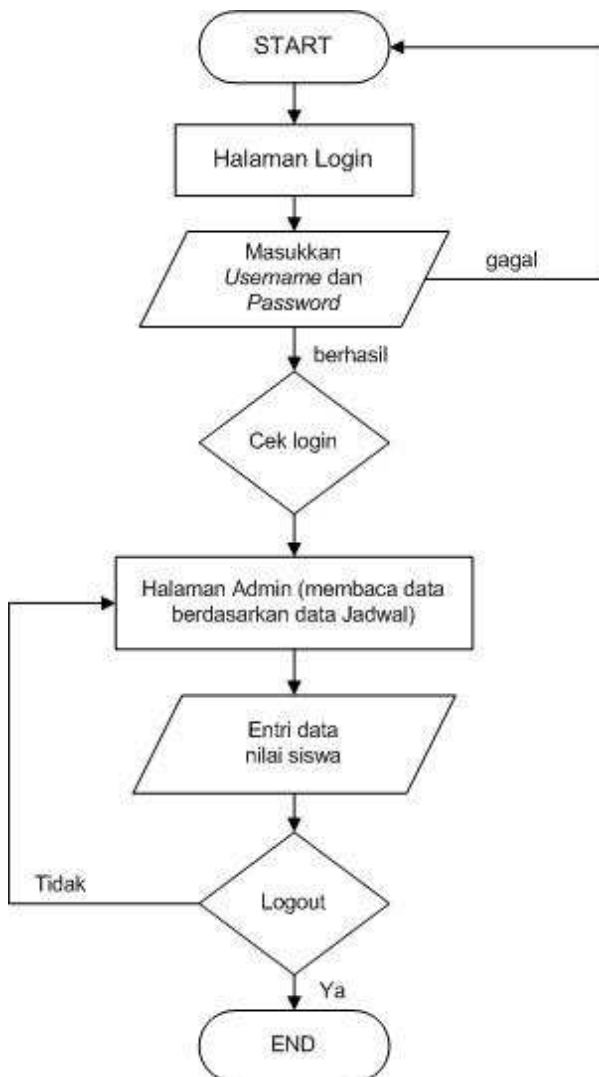 START
Halaman Login
Masukkan
Username dan
Password
gagal
berhasil
Cek login
Halaman Admin (membaca data
berdasarkan data Jadwal)
Entri data
nilai siswa
Tidak
Logout
Ya
END